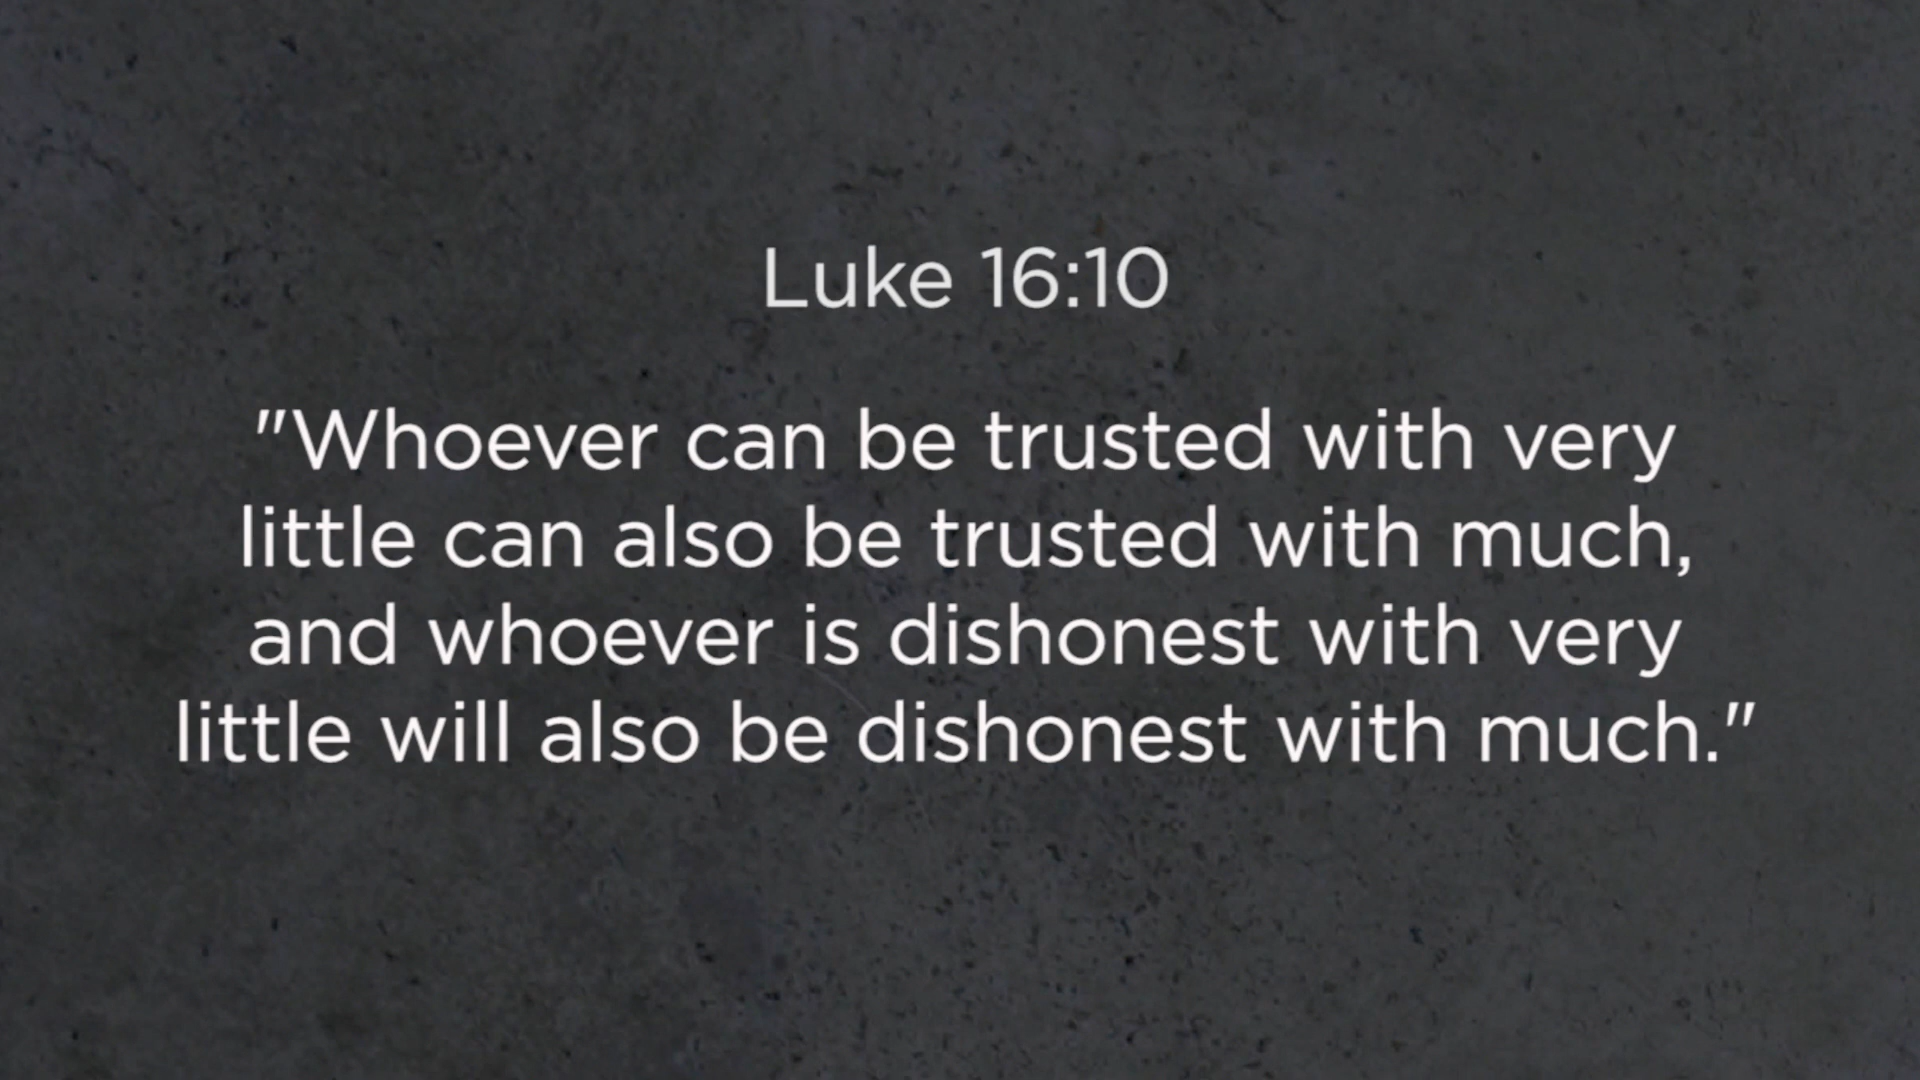 Luke 16:10
"Whoever can be trusted with very
little can also be trusted with much,
and whoever is dishonest with very
little will also be dishonest with much."